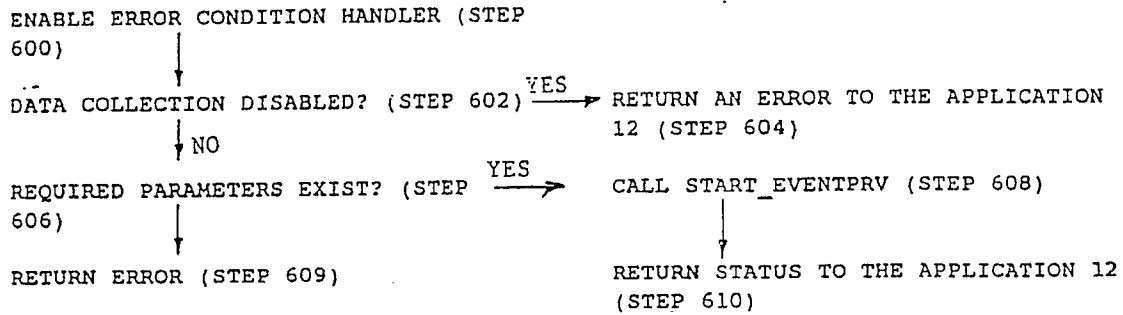 ENABLE ERROR CONDITION HANDLER (STEP
600)
DATA COLLECTION DISABLED? (STEP 602)
YES
RETURN AN ERROR TO THE APPLICATION
12 (STEP 604)
NO
REQUIRED PARAMETERS EXIST? (STEP
606)
YES
CALL START_EVENTPRV (STEP 608)
RETURN ERROR (STEP 609)
RETURN STATUS TO THE APPLICATION 12
(STEP 610)